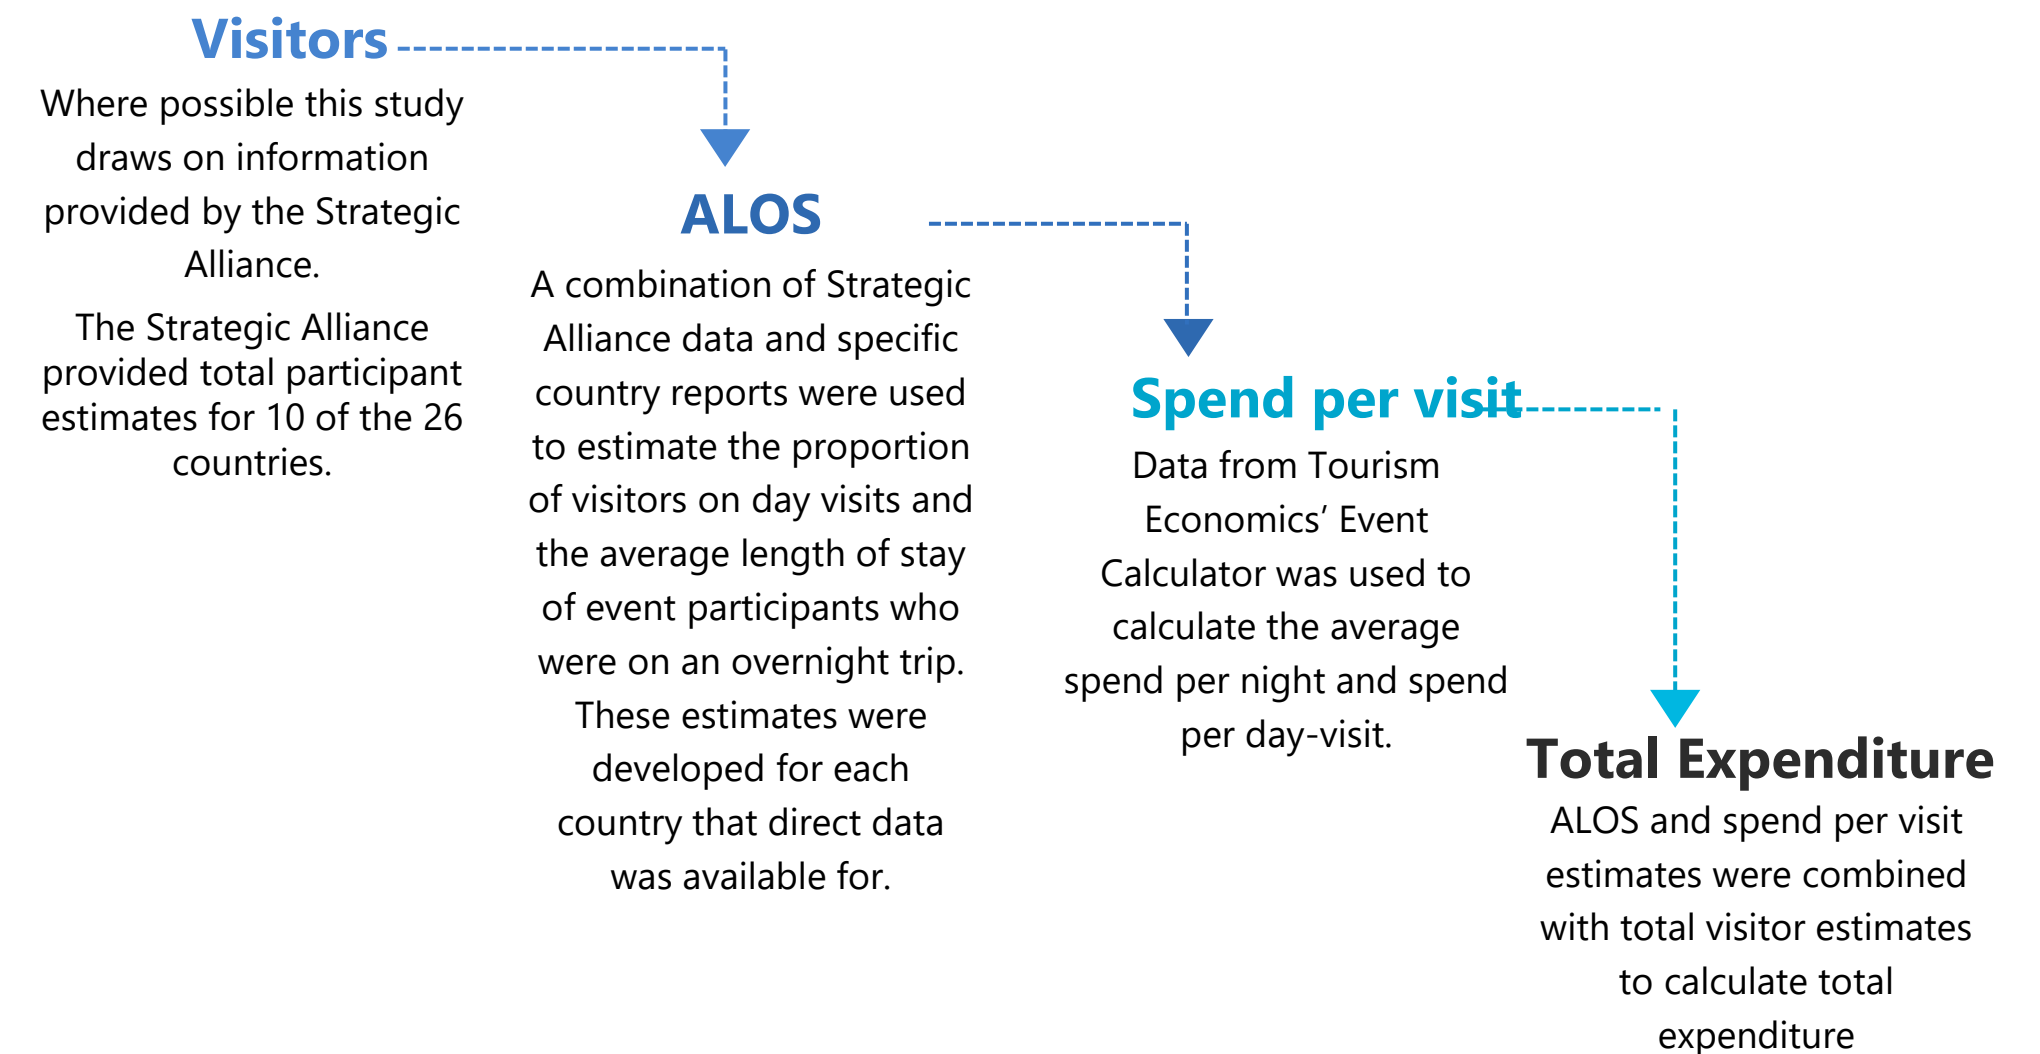 Visitors
Where possible this study
draws on information
provided by the Strategic
Alliance.
The Strategic Alliance
provided total participant
estimates for 10 of the 26
countries.
ALOS
A combination of Strategic
Alliance data and specific
country reports were used
to estimate the proportion
of visitors on day visits and
the average length of stay
of event participants who
were on an overnight trip.
These estimates were
developed for each
country that direct data
was available for.
Spend per visit
Data from Tourism
Economics’ Event
Calculator was used to
calculate the average
spend per night and spend
per day-visit.
Total Expenditure
ALOS and spend per visit
estimates were combined
with total visitor estimates
to calculate total
expenditure